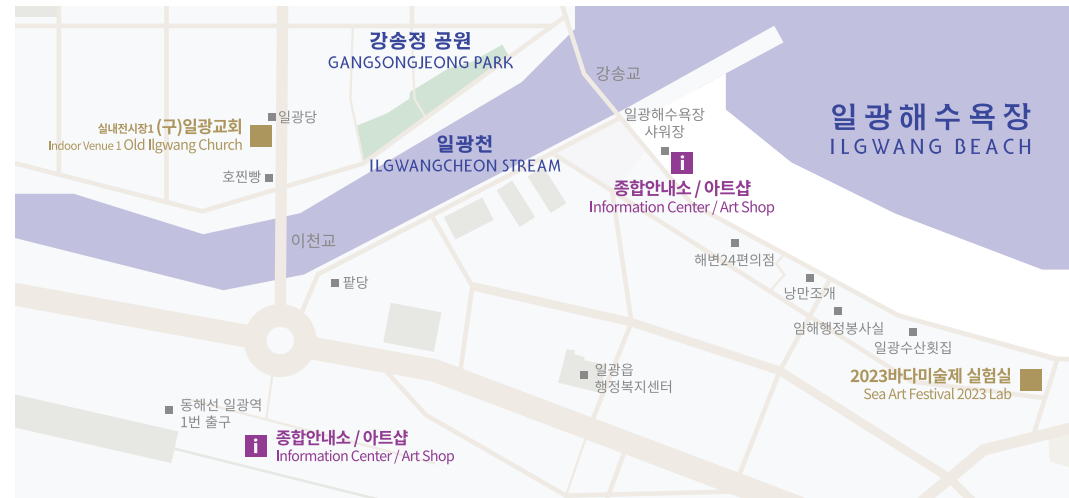 강송정 공원
GANGSONGJEONG PARK
강송교
일광해수욕장
샤워장
일광해수욕장
ILGWANG BEACH
일광당
실내전시장1 (구)일광교회
Indoor Venue 1 Old Ilgwang Church
일광천
ILGWANGCHEON STREAM
호찐빵
i
종합안내소 / 아트샵
Information Center / Art Shop
이천교
해변24편의점
팥당
낭만조개
임해행정봉사실
일광수산횟집
일광읍
행정복지센터
2023바다미술제 실험실
Sea Art Festival 2023 Lab
동해선 일광역
1번 출구
i
종합안내소 / 아트샵
Information Center / Art Shop